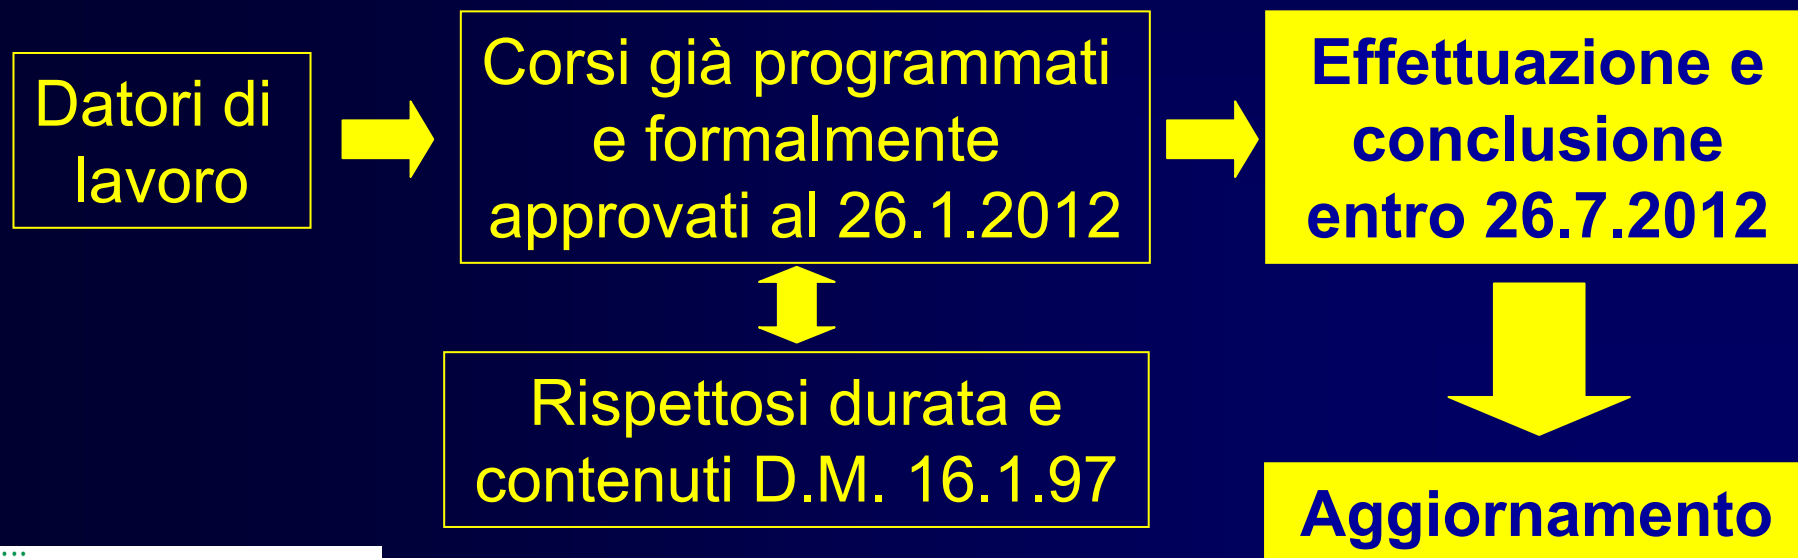 Datori di
lavoro
Corsi già programmati
e formalmente
approvati al 26.1.2012
Effettuazione e
conclusione
entro 26.7.2012
Rispettosi durata e
contenuti D.M. 16.1.97
Aggiornamento
...